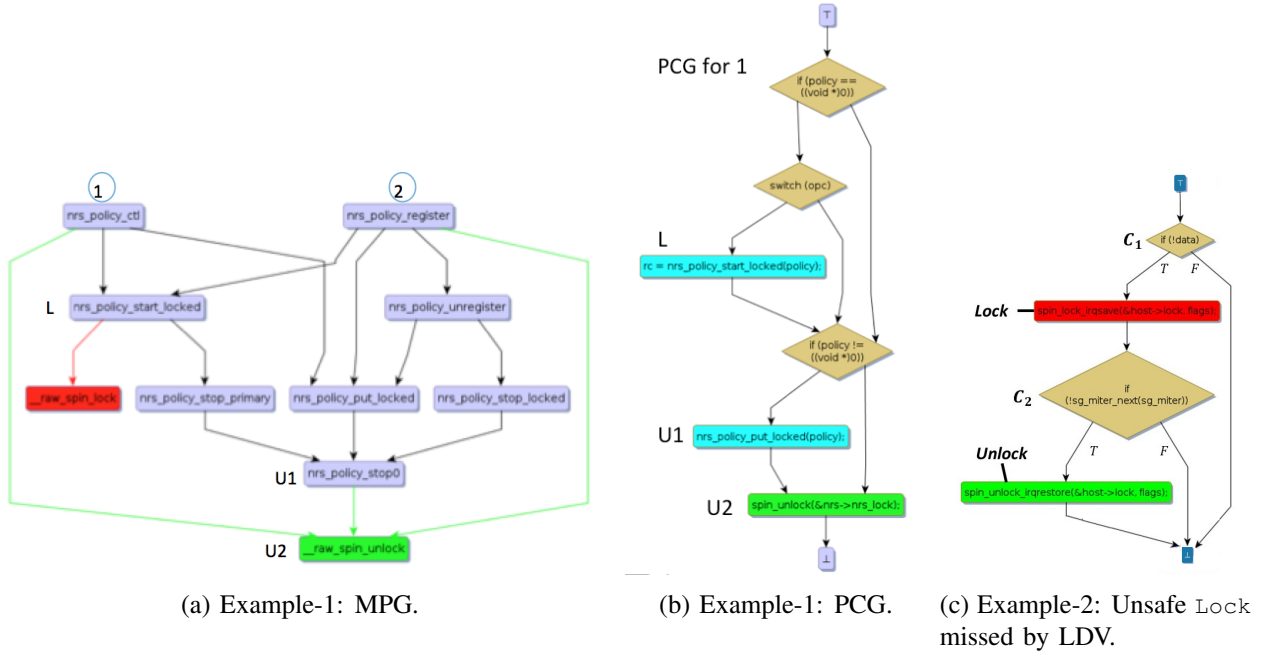 1
2
nrs_policy_ctl
nrs_policy_register
L
nrs_policy_start_locked
nrs_policy_unregister
__raw_spin_lock
nrs_policy_stop_primary
nrs_policy_put_locked
nrs_policy_stop_locked
U1
nrs_policy_stop0
U2
__raw_spin_unlock
(a) Example-1: MPG.
PCG for 1
⊤
if (policy ==
((void *)0))
switch (opc)
L
rc = nrs_policy_start_locked(policy);
if (policy !=
((void *)0))
U1
nrs_policy_put_locked(policy);
U2
spin_unlock(&nrs->nrs_lock);
⊥
(b) Example-1: PCG.
⊤
C1
if (!data)
T
F
Lock
spin_lock_irqsave(&host->lock, flags);
C2
if
(!sg_miter_next(sg_miter))
T
F
Unlock
spin_unlock_irqrestore(&host->lock, flags);
⊥
(c) Example-2: Unsafe Lock
missed by LDV.